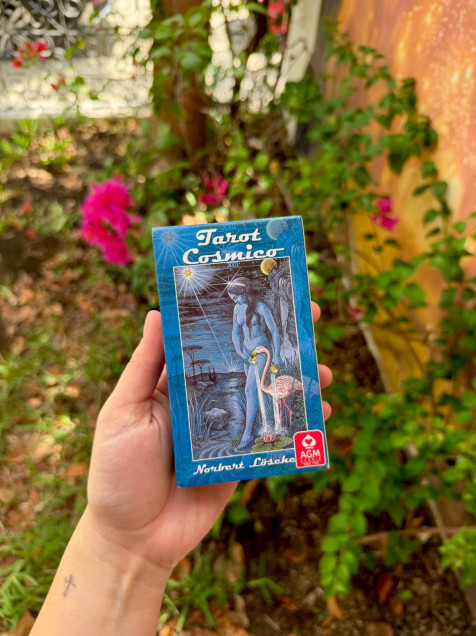 Tarot
Cosmico
Norbert Lösche
AGM